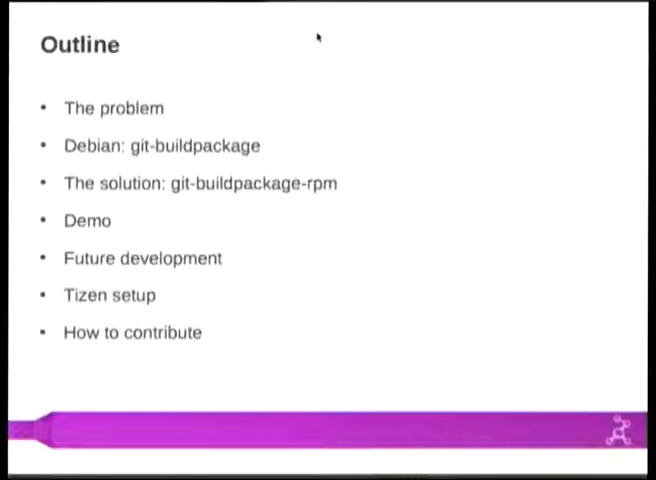 Outline
• The problem
• Debian: git-buildpackage
• The solution: git-buildpackage-rpm
• Demo
• Future development
• Tizen setup
• How to contribute